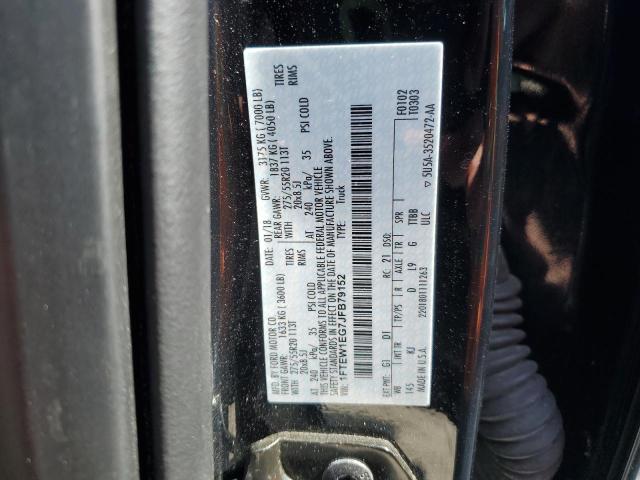 MFD. BY FORD MOTOR CO.
DATE: 01/18 GVWR: 3175 KG ( 7000 LB)
FRONT GAWR: 1633 KG ( 3600 LB) REAR GAWR: 1837 KG ( 4050 LB)
WITH 275/55R20 113T TIRES WITH 275/55R20 113T TIRES
20x8.5J RIMS 20x8.5J RIMS
AT 240 kPa/ 35 PSI COLD AT 240 kPa/ 35 PSI COLD
THIS VEHICLE CONFORMS TO ALL APPLICABLE FEDERAL MOTOR VEHICLE
SAFETY STANDARDS IN EFFECT ON THE DATE OF MANUFACTURE SHOWN ABOVE.
VIN: 1FTEW1EG7JFB79152
TYPE: Truck
F0102
T0303
EXT PNT: G1 D1 RC: 21 DSO:
WB INT TR TP/PS R AXLE TR SPR
145 KJ D L9 G TTBB
ULC
MADE IN U.S.A. 2201801111263
▽ 5U5A-3520472-AA